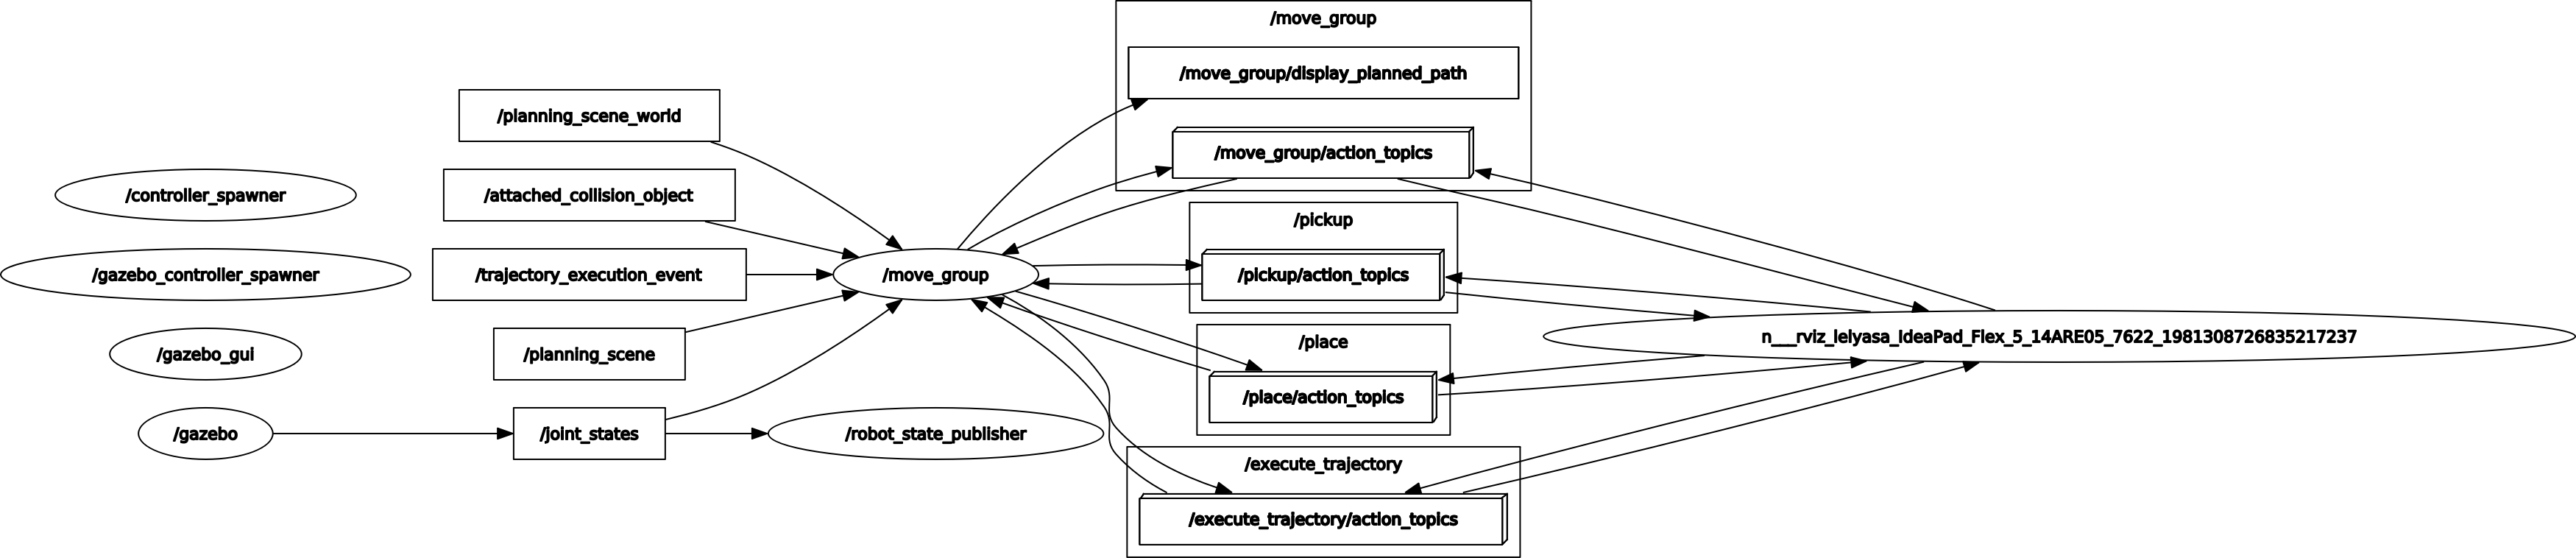 /move_group
/move_group/display_planned_path
/planning_scene_world
/move_group/action_topics
/controller_spawner
/attached_collision_object
/pickup
/gazebo_controller_spawner
/trajectory_execution_event
/move_group
/pickup/action_topics
n___rviz_lelyasa_IdeaPad_Flex_5_14ARE05_7622_1981308726835217237
/place
/gazebo_gui
/planning_scene
/place/action_topics
/gazebo
/joint_states
/robot_state_publisher
/execute_trajectory
/execute_trajectory/action_topics